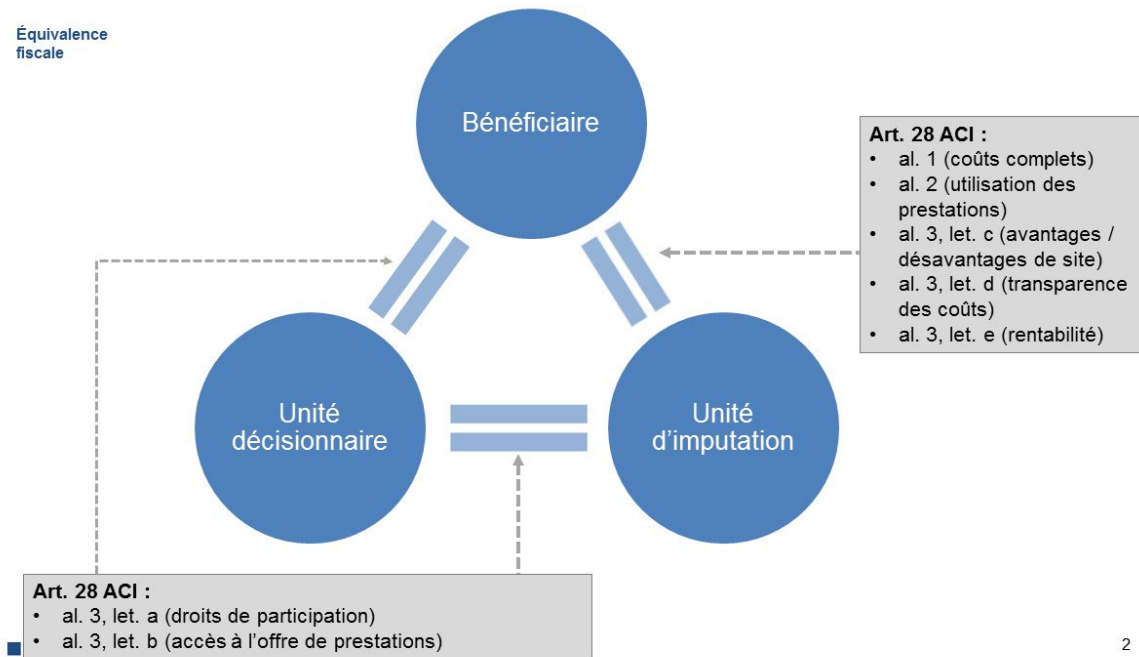 Équivalence
fiscale
Bénéficiaire
Art. 28 ACI :
• al. 1 (coûts complets)
• al. 2 (utilisation des
prestations)
• al. 3, let. c (avantages /
désavantages de site)
• al. 3, let. d (transparence
des coûts)
• al. 3, let. e (rentabilité)
Unité
décisionnaire
Unité
d'imputation
Art. 28 ACI :
• al. 3, let. a (droits de participation)
• al. 3, let. b (accès à l'offre de prestations)
2